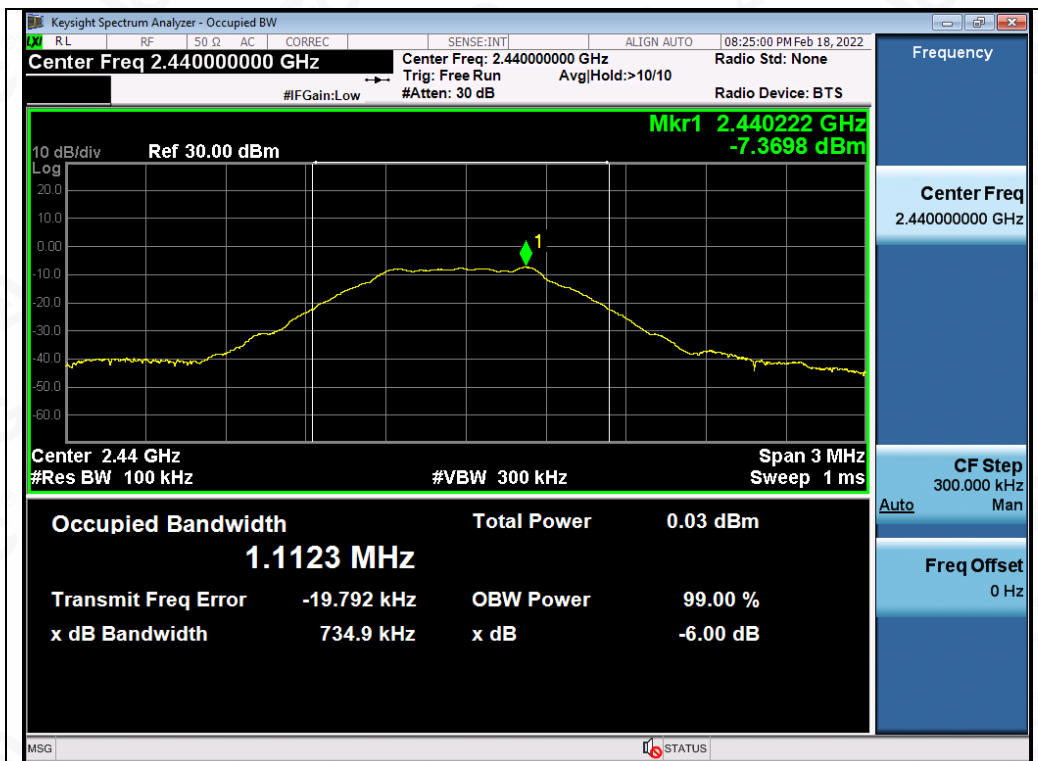 Keysight Spectrum Analyzer - Occupied BW
LXI RL RF 50 Ω AC CORREC SENSE:INT ALIGN AUTO 08:25:00 PM Feb 18, 2022
Center Freq 2.440000000 GHz
Center Freq: 2.440000000 GHz Radio Std: None
Trig: Free Run Avg|Hold:>10/10
#IFGain:Low #Atten: 30 dB Radio Device: BTS
Frequency
Mkr1 2.440222 GHz
-7.3698 dBm
10 dB/div Ref 30.00 dBm
Log
20.0
10.0
0.00
-10.0
-20.0
-30.0
-40.0
-50.0
-60.0
1
Center 2.44 GHz Span 3 MHz
#Res BW 100 kHz #VBW 300 kHz Sweep 1 ms
Center Freq
2.440000000 GHz
CF Step
300.000 kHz
Auto Man
Freq Offset
0 Hz
Occupied Bandwidth Total Power 0.03 dBm
1.1123 MHz
Transmit Freq Error -19.792 kHz OBW Power 99.00 %
x dB Bandwidth 734.9 kHz x dB -6.00 dB
MSG STATUS